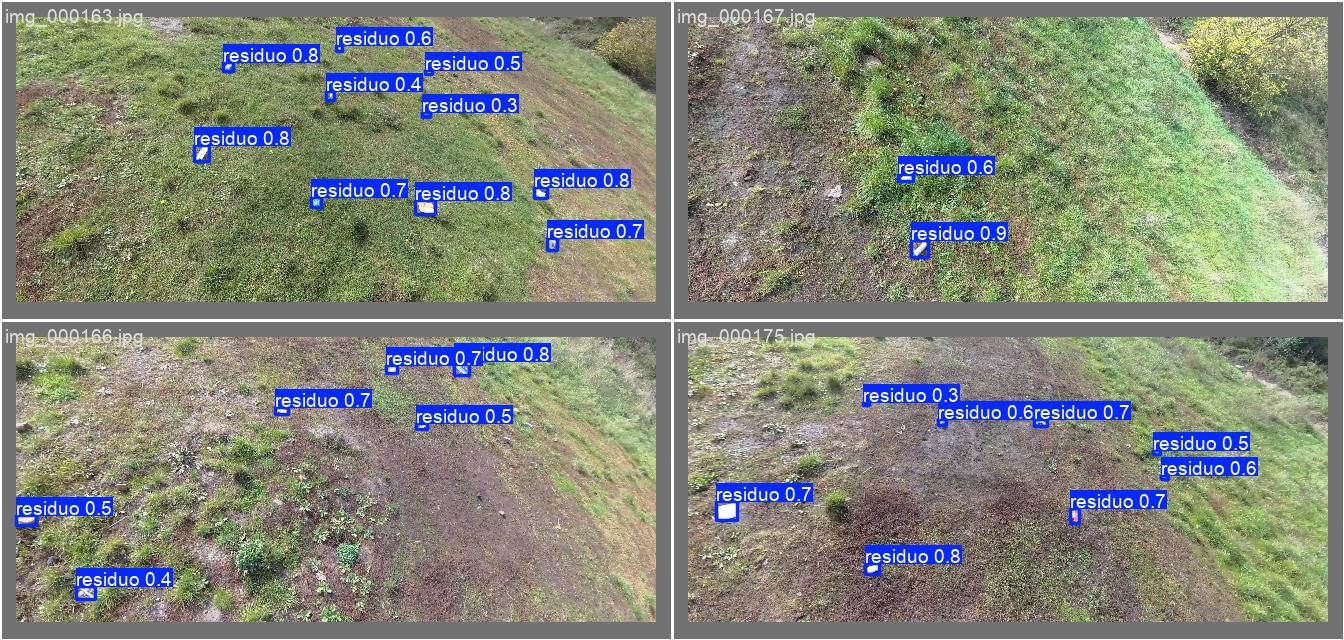 img_000163.jpg
residuo 0.6
residuo 0.8
residuo 0.5
residuo 0.4
residuo 0.3
residuo 0.8
residuo 0.8
residuo 0.7
residuo 0.8
residuo 0.7
img_000167.jpg
residuo 0.6
residuo 0.9
img_000166.jpg
residuo 0.7
iduo 0.8
residuo 0.7
residuo 0.5
residuo 0.5
residuo 0.4
img_000175.jpg
residuo 0.3
residuo 0.6
residuo 0.7
residuo 0.5
residuo 0.6
residuo 0.7
residuo 0.7
residuo 0.8